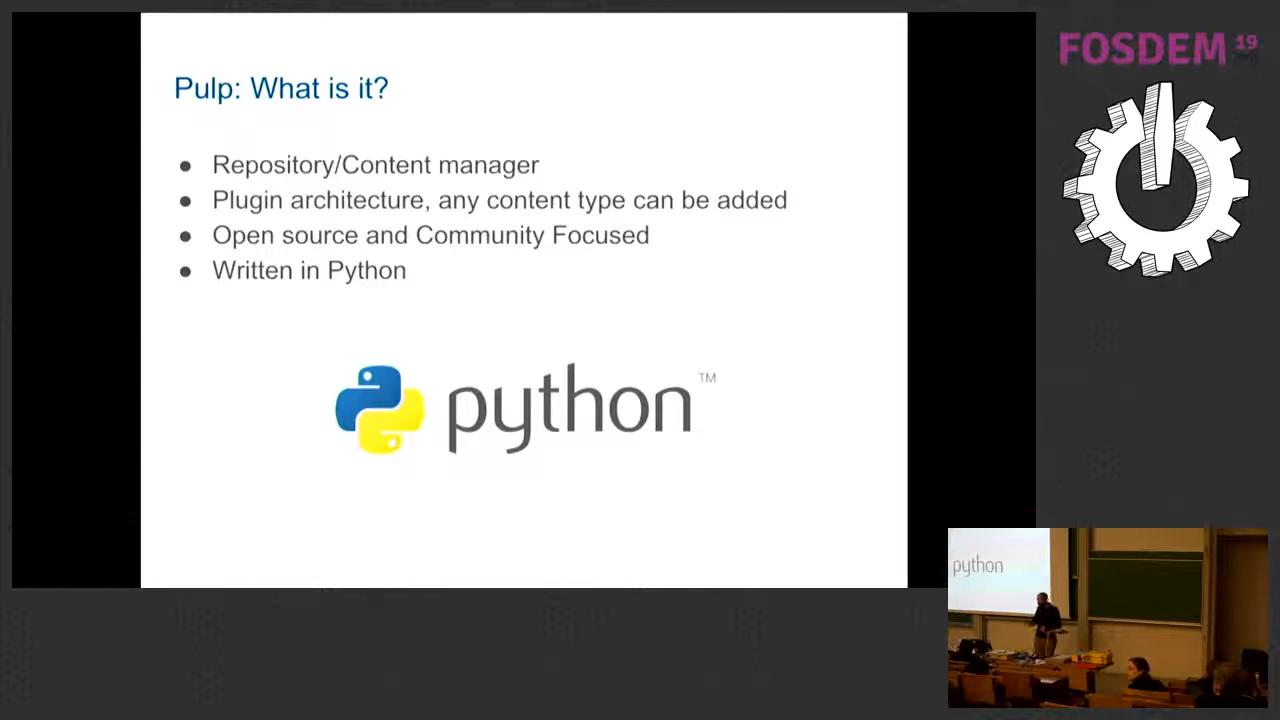 Pulp: What is it?
● Repository/Content manager
● Plugin architecture, any content type can be added
● Open source and Community Focused
● Written in Python
python
TM
FOSDEM
19
python